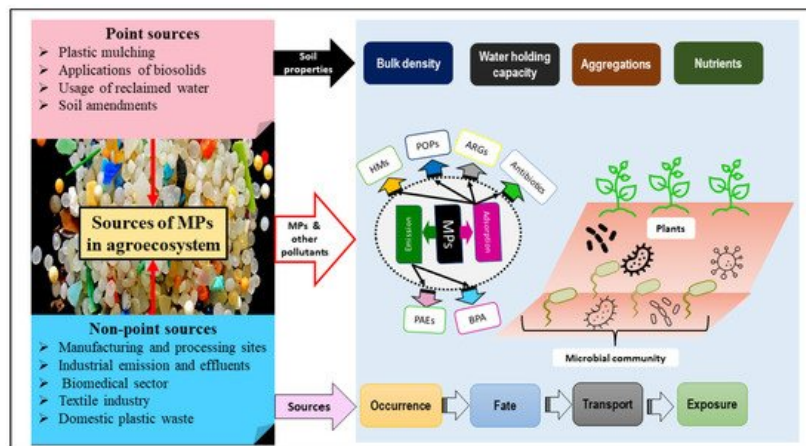 Point sources
➢ Plastic mulching
➢ Applications of biosolids
➢ Usage of reclaimed water
➢ Soil amendments
Sources of MPs
in agroecosystem
Non-point sources
➢ Manufacturing and processing sites
➢ Industrial emission and effluents
➢ Biomedical sector
➢ Textile industry
➢ Domestic plastic waste
Soil
properties
Bulk density
Water holding
capacity
Aggregations
Nutrients
MPs &
other
pollutants
HMs
POPs
ARGs
Antibiotics
Emission
MPs
Adsorption
PAEs
BPA
Plants
Microbial community
Sources
Occurrence
Fate
Transport
Exposure